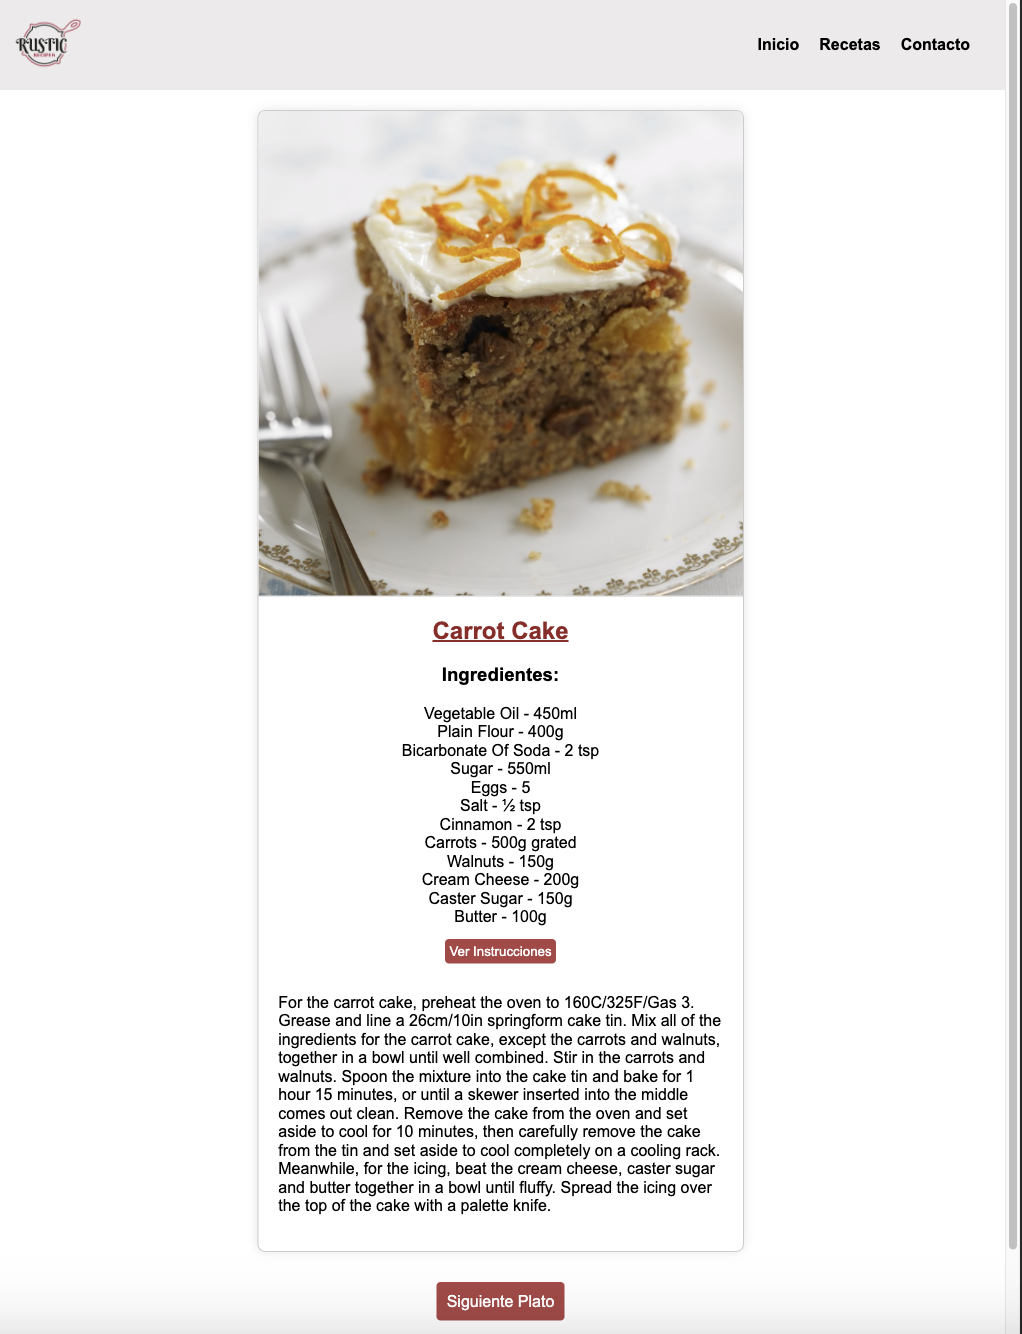 RUSTIC
RECIPES
Inicio Recetas Contacto
Carrot Cake
Ingredientes:
Vegetable Oil - 450ml
Plain Flour - 400g
Bicarbonate Of Soda - 2 tsp
Sugar - 550ml
Eggs - 5
Salt - ½ tsp
Cinnamon - 2 tsp
Carrots - 500g grated
Walnuts - 150g
Cream Cheese - 200g
Caster Sugar - 150g
Butter - 100g
Ver Instrucciones
For the carrot cake, preheat the oven to 160C/325F/Gas 3.
Grease and line a 26cm/10in springform cake tin. Mix all of the
ingredients for the carrot cake, except the carrots and walnuts,
together in a bowl until well combined. Stir in the carrots and
walnuts. Spoon the mixture into the cake tin and bake for 1
hour 15 minutes, or until a skewer inserted into the middle
comes out clean. Remove the cake from the oven and set
aside to cool for 10 minutes, then carefully remove the cake
from the tin and set aside to cool completely on a cooling rack.
Meanwhile, for the icing, beat the cream cheese, caster sugar
and butter together in a bowl until fluffy. Spread the icing over
the top of the cake with a palette knife.
Siguiente Plato